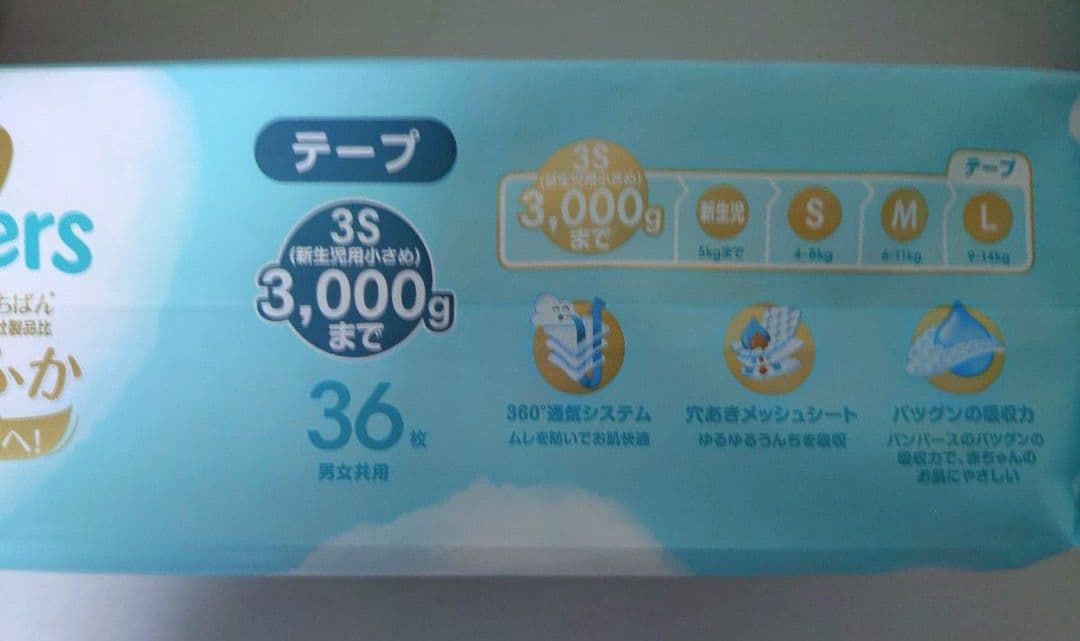 ers
ちばん
社製品比
ふか
へ!
テープ
3S
(新生児用小さめ)
3,000g
まで
36枚
男女共用
テープ
3S
(新生児用小さめ)
3,000g
まで
新生児
5kgまで
S
4-8kg
M
6-11kg
L
9-14kg
360°通気システム
ムレを防いでお肌快適
穴あきメッシュシート
ゆるゆるうんちを吸収
バツグンの吸収力
パンパースのバツグンの
吸収力で、赤ちゃんの
お肌にやさしい